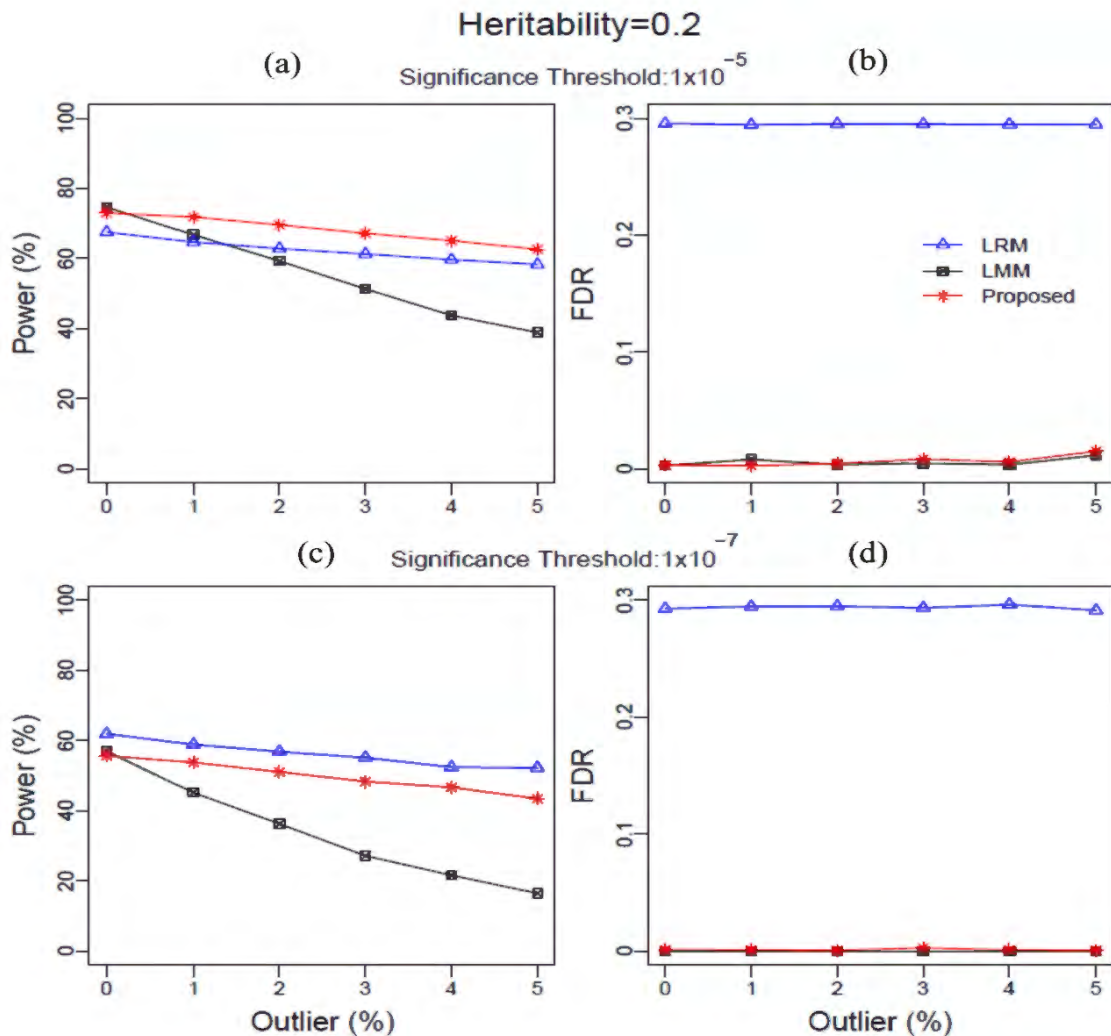 Heritability=0.2
(a)
(b)
Significance Threshold:1x10⁻⁵
Power (%)
100
80
60
40
20
0
0 1 2 3 4 5
FDR
0.3
0.2
0.1
0
LRM
LMM
Proposed
0 1 2 3 4 5
(c)
(d)
Significance Threshold:1x10⁻⁷
Power (%)
100
80
60
40
20
0
0 1 2 3 4 5
Outlier (%)
FDR
0.3
0.2
0.1
0
0 1 2 3 4 5
Outlier (%)